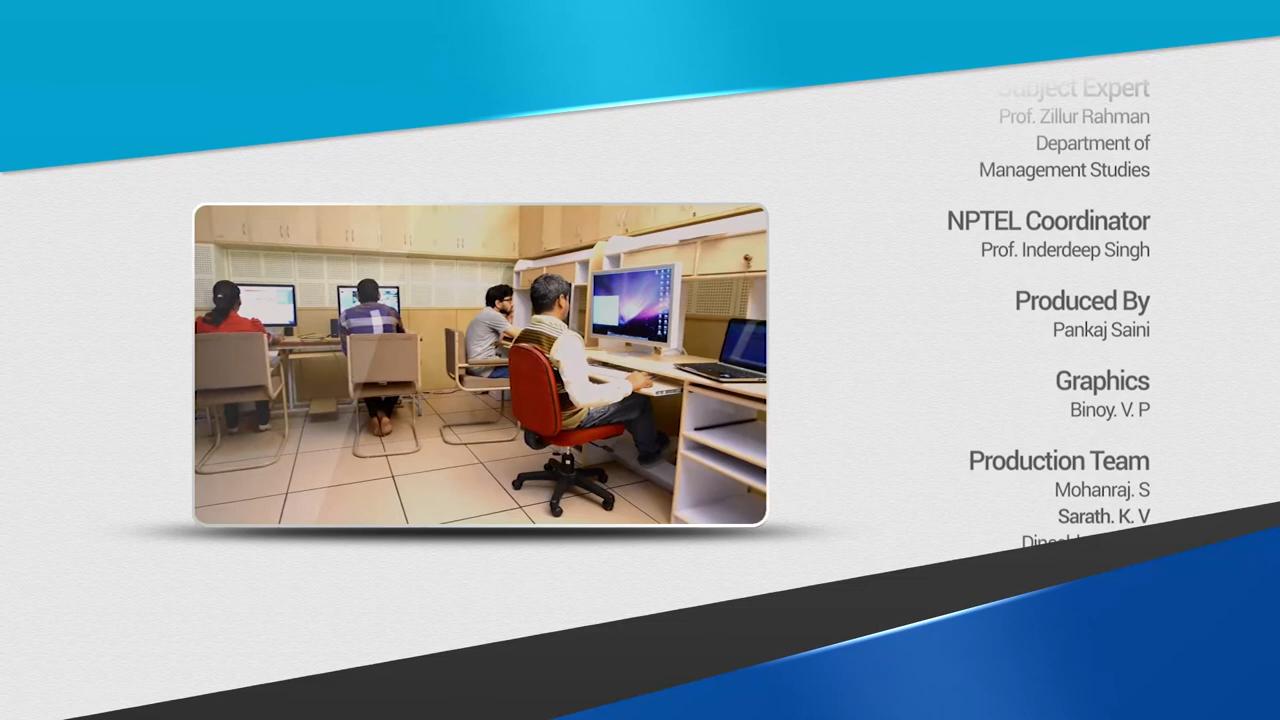 Subject Expert
Prof. Zillur Rahman
Department of
Management Studies
NPTEL Coordinator
Prof. Inderdeep Singh
Produced By
Pankaj Saini
Graphics
Binoy. V. P
Production Team
Mohanraj. S
Sarath. K. V